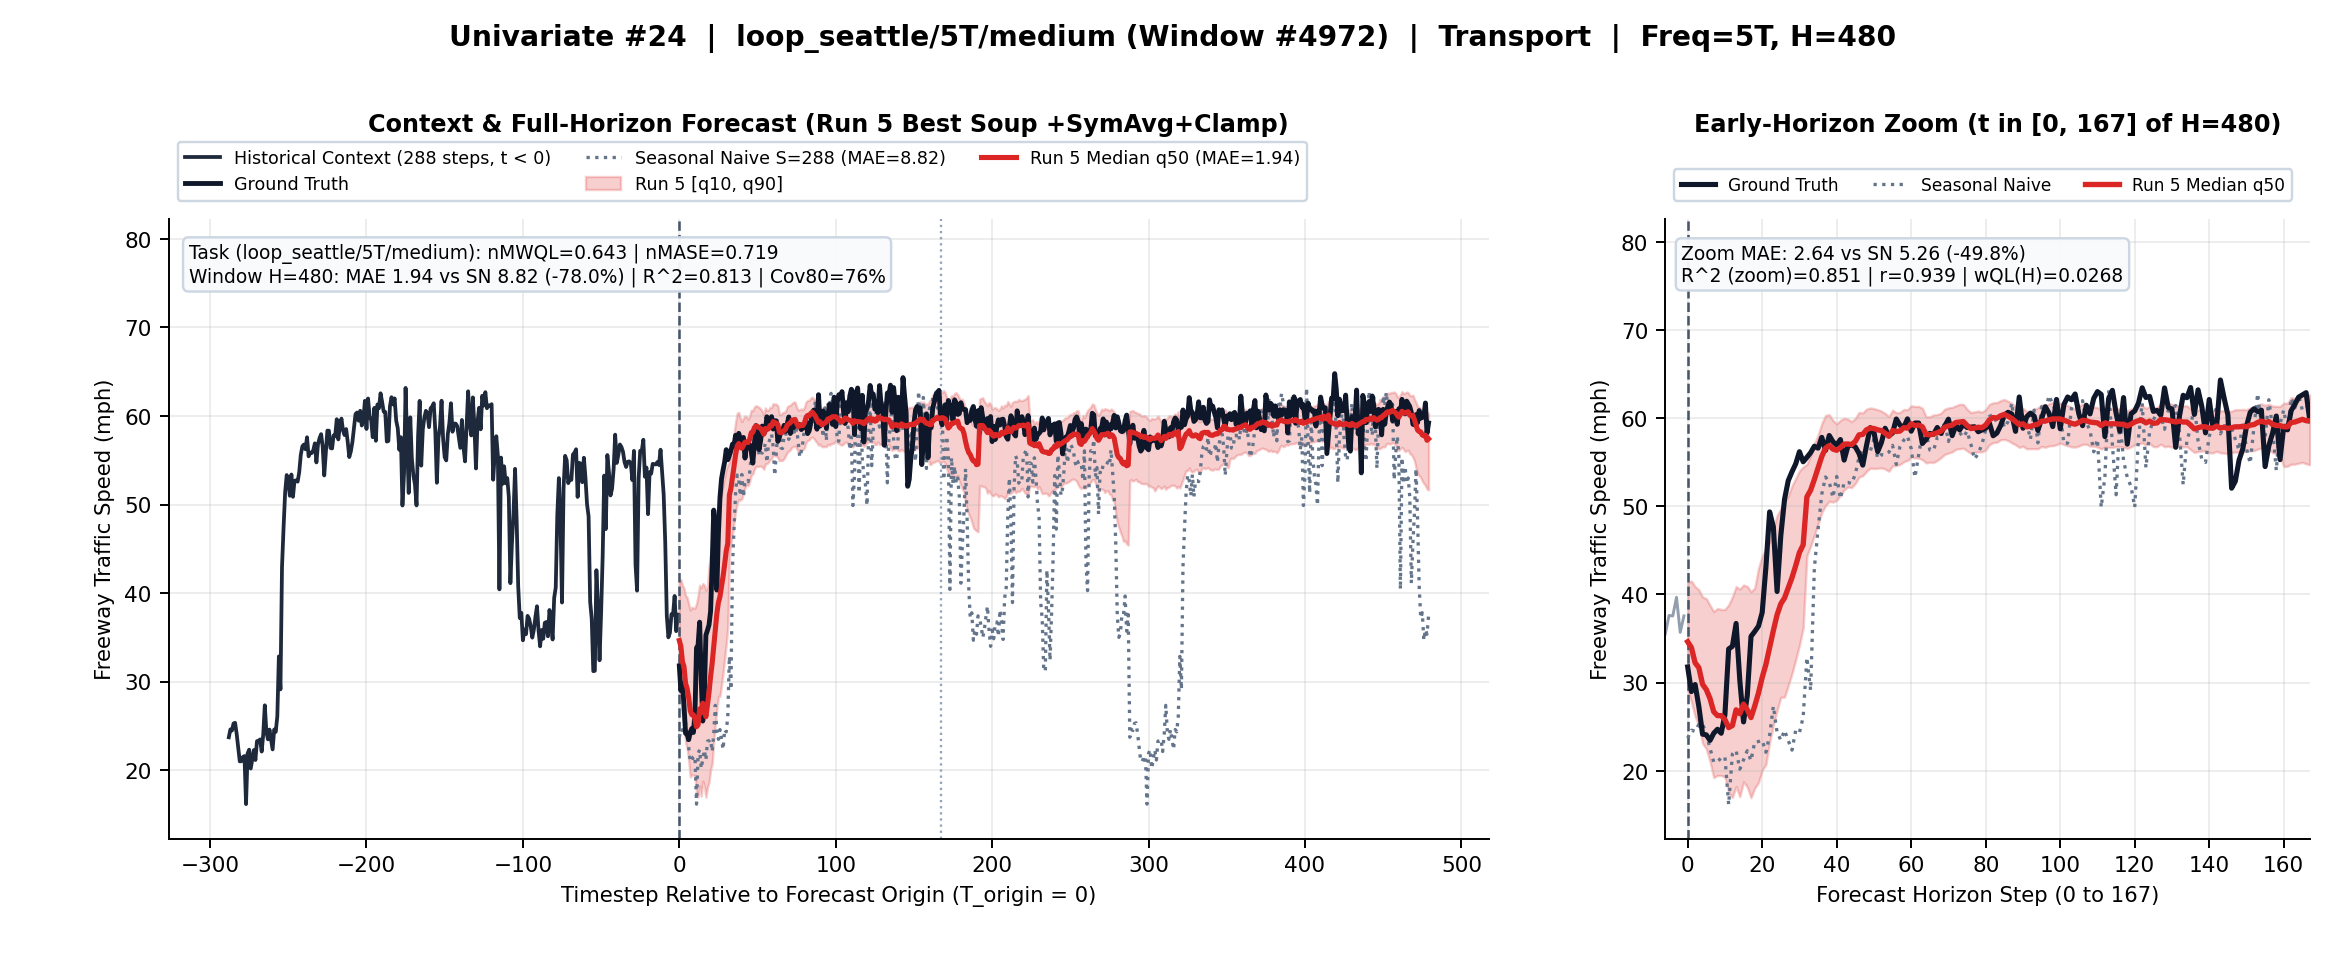 Univariate #24 | loop_seattle/5T/medium (Window #4972) | Transport | Freq=5T, H=480
Context & Full-Horizon Forecast (Run 5 Best Soup +SymAvg+Clamp)
Historical Context (288 steps, t < 0)
Ground Truth
Seasonal Naive S=288 (MAE=8.82)
Run 5 [q10, q90]
Run 5 Median q50 (MAE=1.94)
Task (loop_seattle/5T/medium): nMWQL=0.643 | nMASE=0.719
Window H=480: MAE 1.94 vs SN 8.82 (-78.0%) | R^2=0.813 | Cov80=76%
Freeway Traffic Speed (mph)
80
70
60
50
40
30
20
−300 −200 −100 0 100 200 300 400 500
Timestep Relative to Forecast Origin (T_origin = 0)
Early-Horizon Zoom (t in [0, 167] of H=480)
Ground Truth Seasonal Naive Run 5 Median q50
Zoom MAE: 2.64 vs SN 5.26 (-49.8%)
R^2 (zoom)=0.851 | r=0.939 | wQL(H)=0.0268
Freeway Traffic Speed (mph)
80
70
60
50
40
30
20
0 20 40 60 80 100 120 140 160
Forecast Horizon Step (0 to 167)